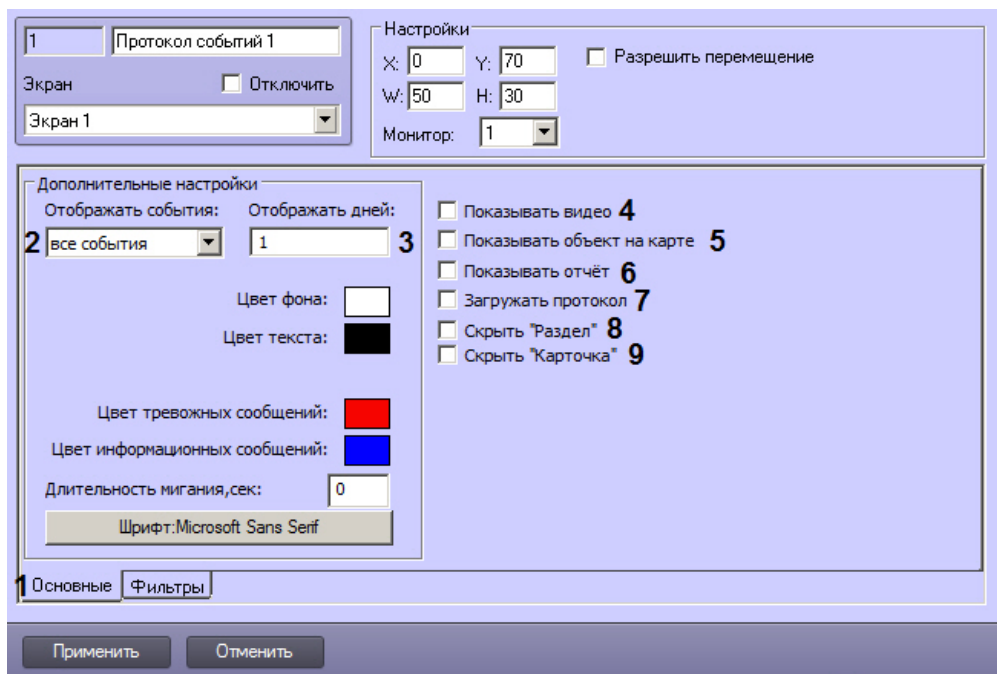 1 Протокол событий 1
Экран Отключить
Экран 1
Настройки
X: 0 Y: 70 Разрешить перемещение
W: 50 H: 30
Монитор: 1
Дополнительные настройки
Отображать события: Отображать дней:
2 все события 1 3
Цвет фона:
Цвет текста:
Цвет тревожных сообщений:
Цвет информационных сообщений:
Длительность мигания,сек: 0
Шрифт:Microsoft Sans Serif
Показывать видео 4
Показывать объект на карте 5
Показывать отчёт 6
Загружать протокол 7
Скрыть "Раздел" 8
Скрыть "Карточка" 9
1 Основные Фильтры
Применить Отменить